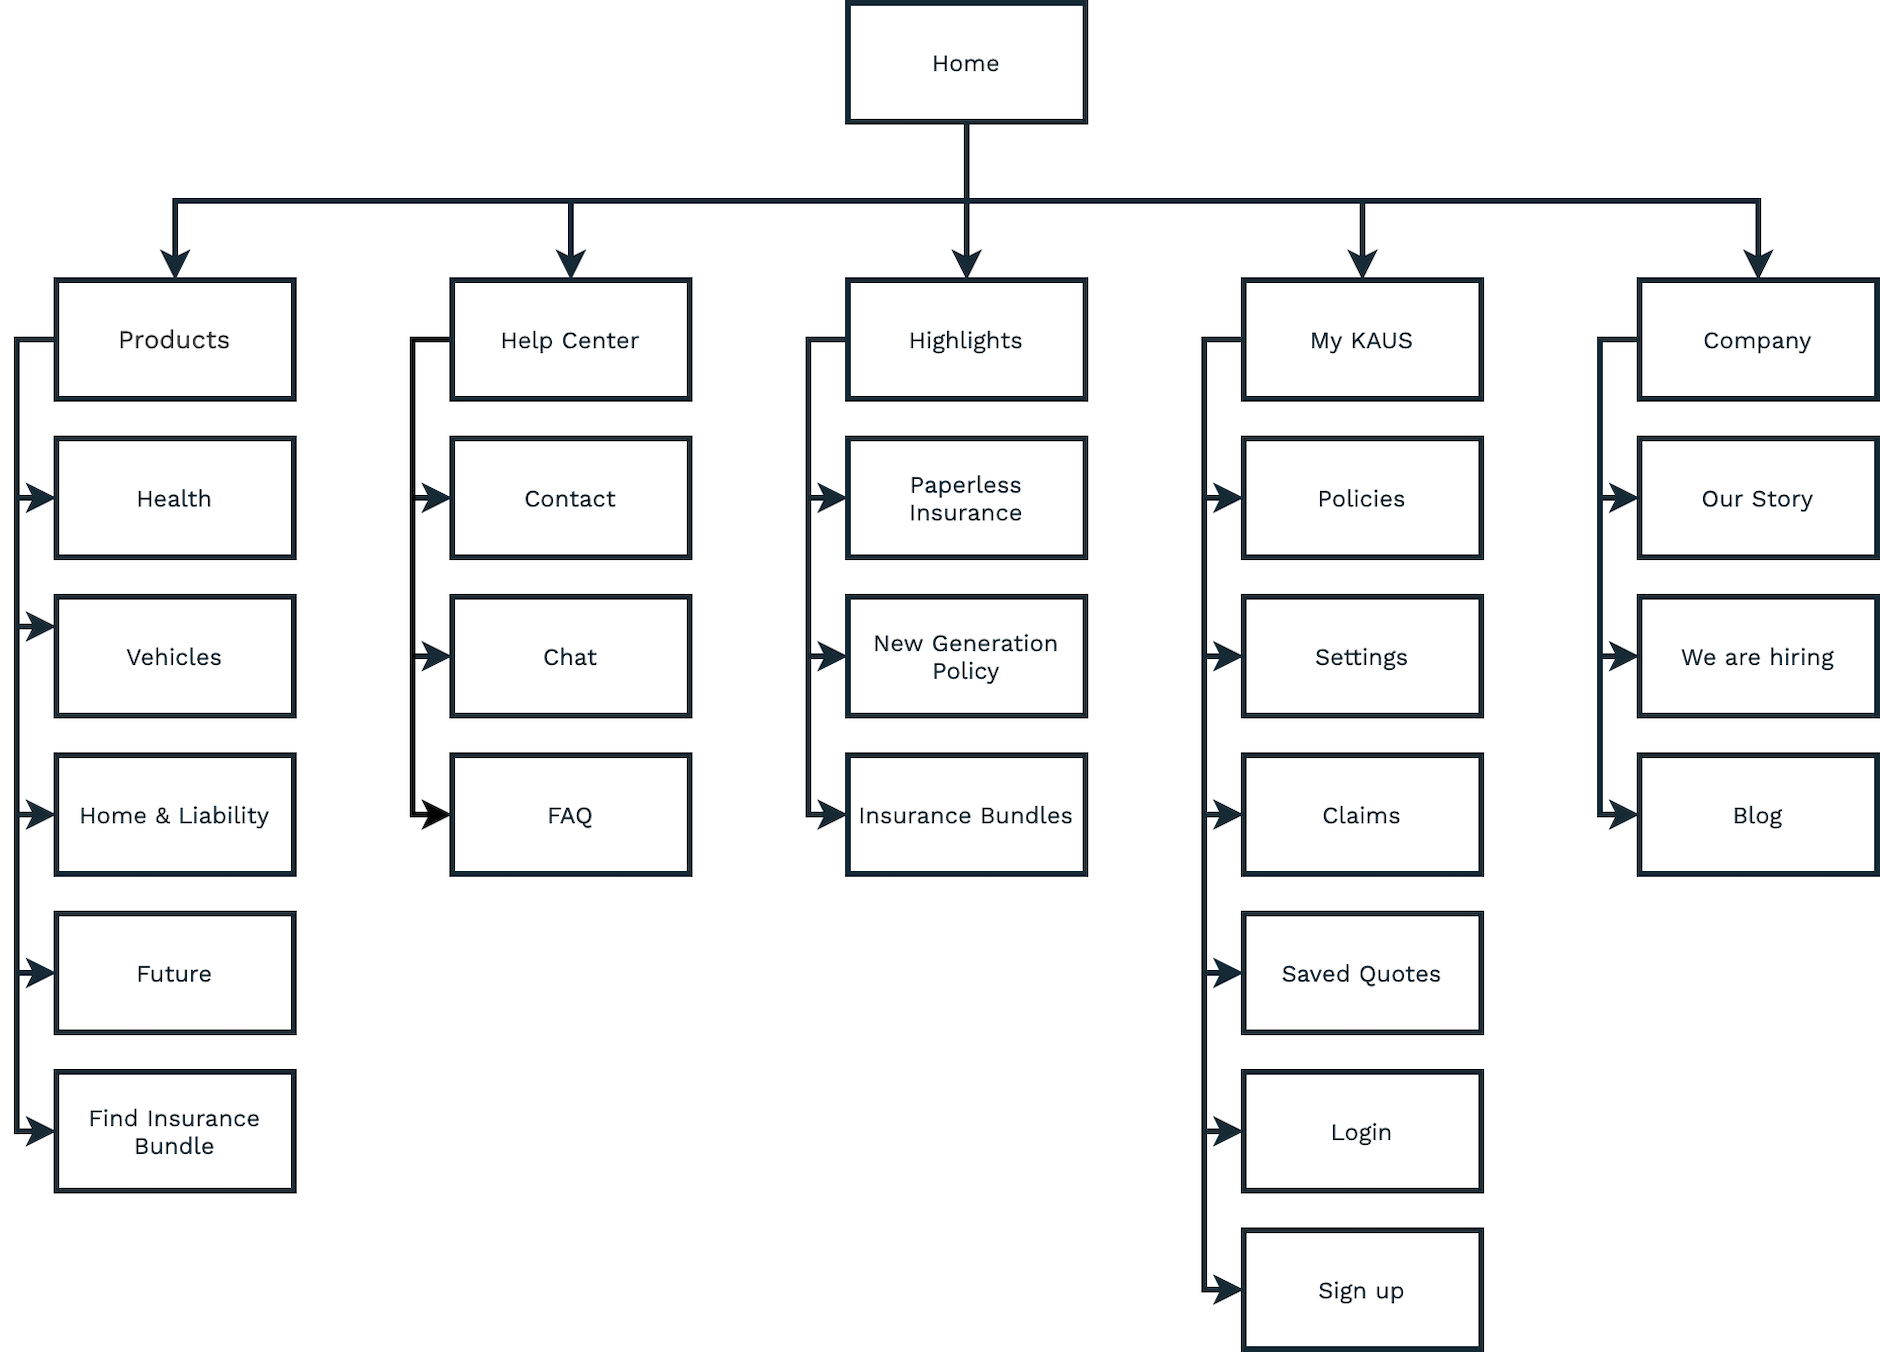 Home
Products
Help Center
Highlights
My KAUS
Company
Health
Contact
Paperless
Insurance
Policies
Our Story
Vehicles
Chat
New Generation
Policy
Settings
We are hiring
Home & Liability
FAQ
Insurance Bundles
Claims
Blog
Future
Saved Quotes
Find Insurance
Bundle
Login
Sign up